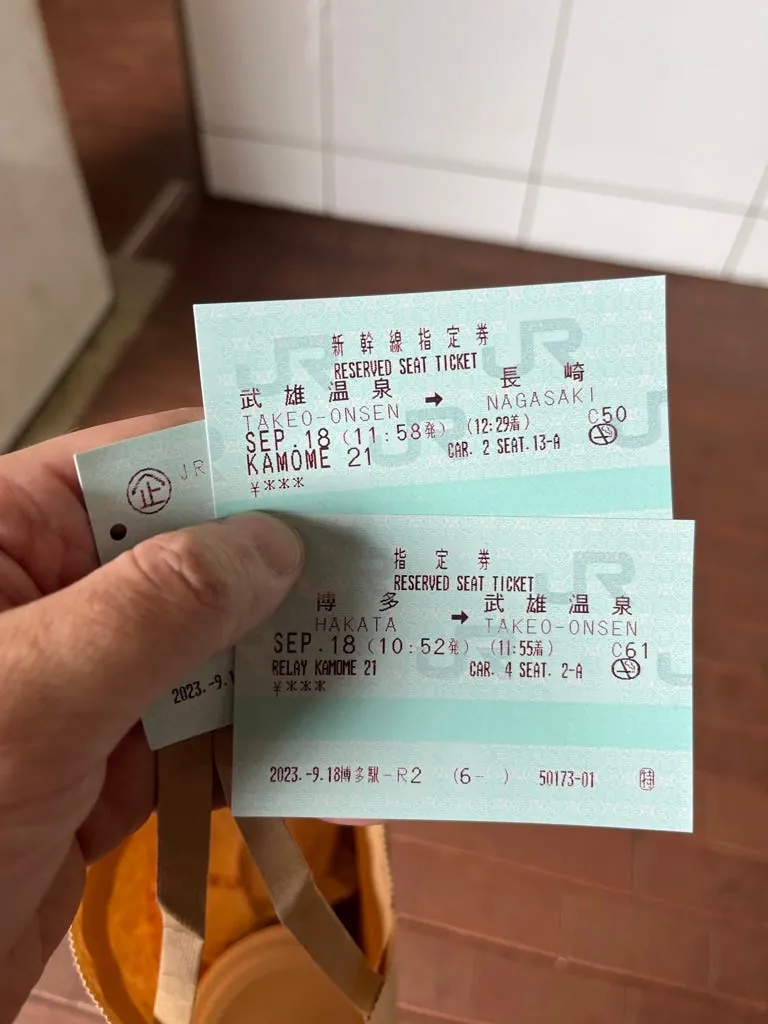 新幹線指定券
RESERVED SEAT TICKET
武雄温泉 → 長崎
TAKEO-ONSEN NAGASAKI
SEP.18 (11:58発) (12:29着) C50
KAMOME 21 CAR. 2 SEAT.13-A
¥***
企 JR
2023.-9.1
指定券
RESERVED SEAT TICKET
博多 → 武雄温泉
HAKATA TAKEO-ONSEN
SEP.18 (10:52発) (11:55着) C61
RELAY KAMOME 21 CAR. 4 SEAT. 2-A
¥***
2023.-9.18博多駅-R2 (6- ) 50173-01 特